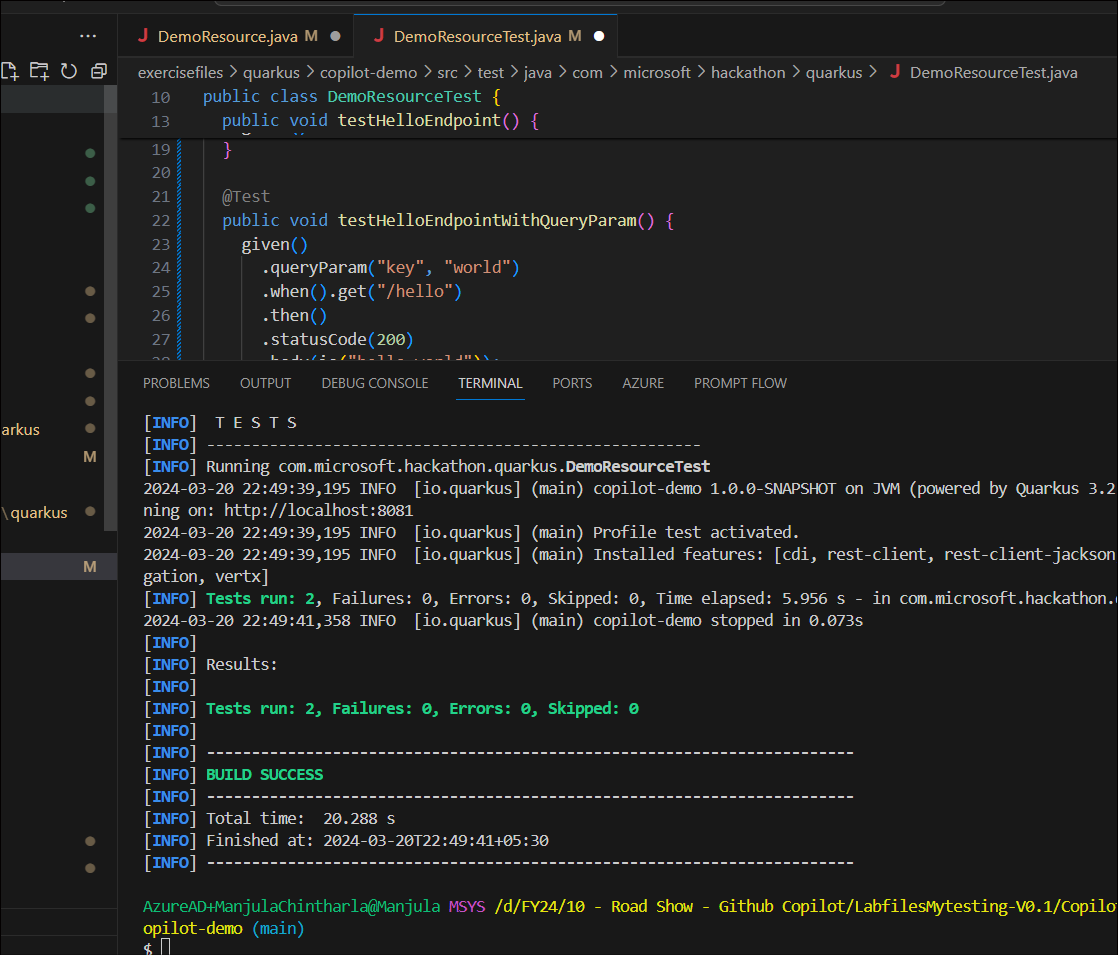 DemoResource.java M
DemoResourceTest.java M
exercisefiles > quarkus > copilot-demo > src > test > java > com > microsoft > hackathon > quarkus > DemoResourceTest.java
10 public class DemoResourceTest {
13 public void testHelloEndpoint() {
19 }
20
21 @Test
22 public void testHelloEndpointWithQueryParam() {
23 given()
24 .queryParam("key", "world")
25 .when().get("/hello")
26 .then()
27 .statusCode(200)
arkus
M
\quarkus
M
PROBLEMS OUTPUT DEBUG CONSOLE TERMINAL PORTS AZURE PROMPT FLOW
[INFO]  T E S T S
[INFO] -------------------------------------------------------
[INFO] Running com.microsoft.hackathon.quarkus.DemoResourceTest
2024-03-20 22:49:39,195 INFO  [io.quarkus] (main) copilot-demo 1.0.0-SNAPSHOT on JVM (powered by Quarkus 3.2
ning on: http://localhost:8081
2024-03-20 22:49:39,195 INFO  [io.quarkus] (main) Profile test activated.
2024-03-20 22:49:39,195 INFO  [io.quarkus] (main) Installed features: [cdi, rest-client, rest-client-jackson
gation, vertx]
[INFO] Tests run: 2, Failures: 0, Errors: 0, Skipped: 0, Time elapsed: 5.956 s - in com.microsoft.hackathon.
2024-03-20 22:49:41,358 INFO  [io.quarkus] (main) copilot-demo stopped in 0.073s
[INFO]
[INFO] Results:
[INFO]
[INFO] Tests run: 2, Failures: 0, Errors: 0, Skipped: 0
[INFO]
[INFO] ------------------------------------------------------------------------
[INFO] BUILD SUCCESS
[INFO] ------------------------------------------------------------------------
[INFO] Total time:  20.288 s
[INFO] Finished at: 2024-03-20T22:49:41+05:30
[INFO] ------------------------------------------------------------------------
AzureAD+ManjulaChintharla@Manjula MSYS /d/FY24/10 - Road Show - Github Copilot/LabfilesMytesting-V0.1/Copilo
opilot-demo (main)
$